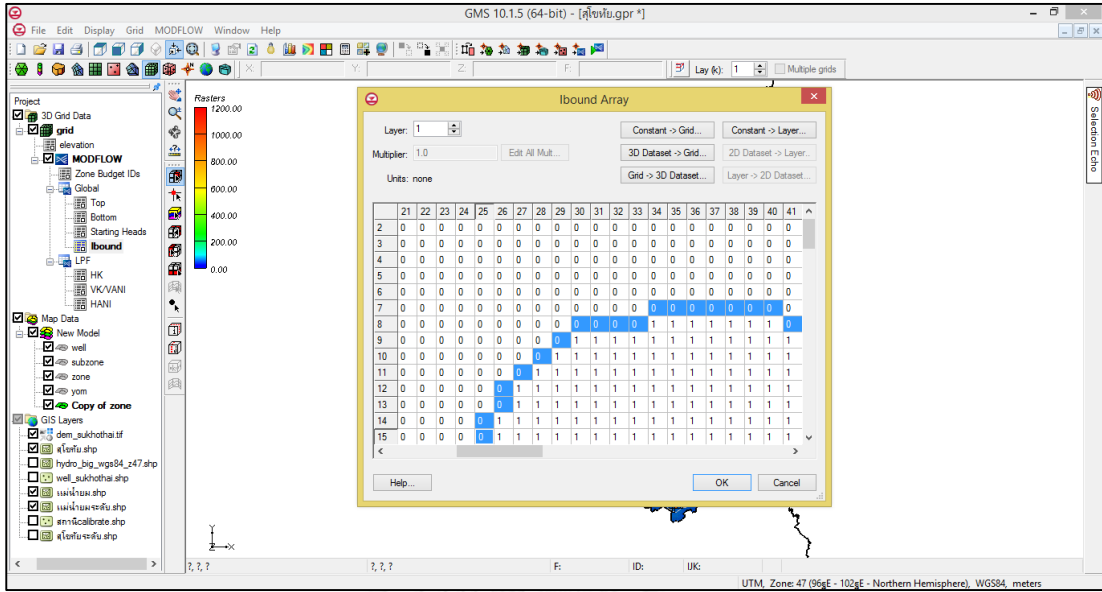 GMS 10.1.5 (64-bit) - [สุโขทัย.gpr *]
File Edit Display Grid MODFLOW Window Help
X: Y: Z: F: Lay (k): 1 Multiple grids
Project
3D Grid Data
grid
elevation
MODFLOW
Zone Budget IDs
Global
Top
Bottom
Starting Heads
Ibound
LPF
HK
VK/VANI
HANI
Map Data
New Model
well
subzone
zone
yom
Copy of zone
GIS Layers
dem_sukhothai.tif
สุโขทัย.shp
hydro_big_wgs84_z47.shp
well_sukhothai.shp
แม่น้ำยม.shp
แม่น้ำยมระดับ.shp
สถานีcalibrate.shp
สุโขทัยระดับ.shp
Rasters
1200.00
1000.00
800.00
600.00
400.00
200.00
0.00
Y
Z X
Ibound Array
Layer: 1 Constant -> Grid... Constant -> Layer...
Multiplier: 1.0 Edit All Mult... 3D Dataset -> Grid... 2D Dataset -> Layer..
Units: none Grid -> 3D Dataset... Layer -> 2D Dataset...
21 22 23 24 25 26 27 28 29 30 31 32 33 34 35 36 37 38 39 40 41
2 0 0 0 0 0 0 0 0 0 0 0 0 0 0 0 0 0 0 0 0 0
3 0 0 0 0 0 0 0 0 0 0 0 0 0 0 0 0 0 0 0 0 0
4 0 0 0 0 0 0 0 0 0 0 0 0 0 0 0 0 0 0 0 0 0
5 0 0 0 0 0 0 0 0 0 0 0 0 0 0 0 0 0 0 0 0 0
6 0 0 0 0 0 0 0 0 0 0 0 0 0 0 0 0 0 0 0 0 0
7 0 0 0 0 0 0 0 0 0 0 0 0 0 0 0 0 0 0 0 0 0
8 0 0 0 0 0 0 0 0 0 0 0 0 0 1 1 1 1 1 1 1 0
9 0 0 0 0 0 0 0 0 0 1 1 1 1 1 1 1 1 1 1 1 1
10 0 0 0 0 0 0 0 0 1 1 1 1 1 1 1 1 1 1 1 1 1
11 0 0 0 0 0 0 0 1 1 1 1 1 1 1 1 1 1 1 1 1 1
12 0 0 0 0 0 0 1 1 1 1 1 1 1 1 1 1 1 1 1 1 1
13 0 0 0 0 0 0 1 1 1 1 1 1 1 1 1 1 1 1 1 1 1
14 0 0 0 0 0 1 1 1 1 1 1 1 1 1 1 1 1 1 1 1 1
15 0 0 0 0 0 1 1 1 1 1 1 1 1 1 1 1 1 1 1 1 1
Help... OK Cancel
Selection Echo
?, ?, ? ?, ?, ? F: ID: IJK:
UTM, Zone: 47 (96gE - 102gE - Northern Hemisphere), WGS84, meters